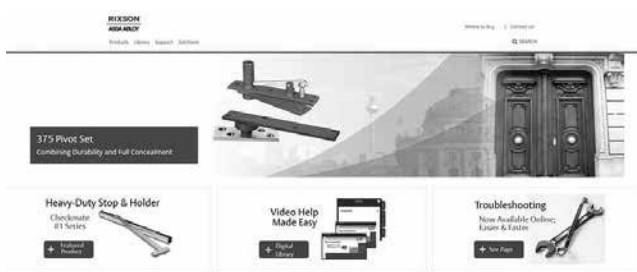 RIXSON
ASSA ABLOY
Where to Buy | Contact Us
Products Library Support Solutions
SEARCH
375 Pivot Set
Combining Durability and Full Concealment
Heavy-Duty Stop & Holder
Checkmate
#1 Series
+ Featured
Product
Video Help
Made Easy
+ Digital
Library
Troubleshooting
Now Available Online;
Easier & Faster
+ See Page